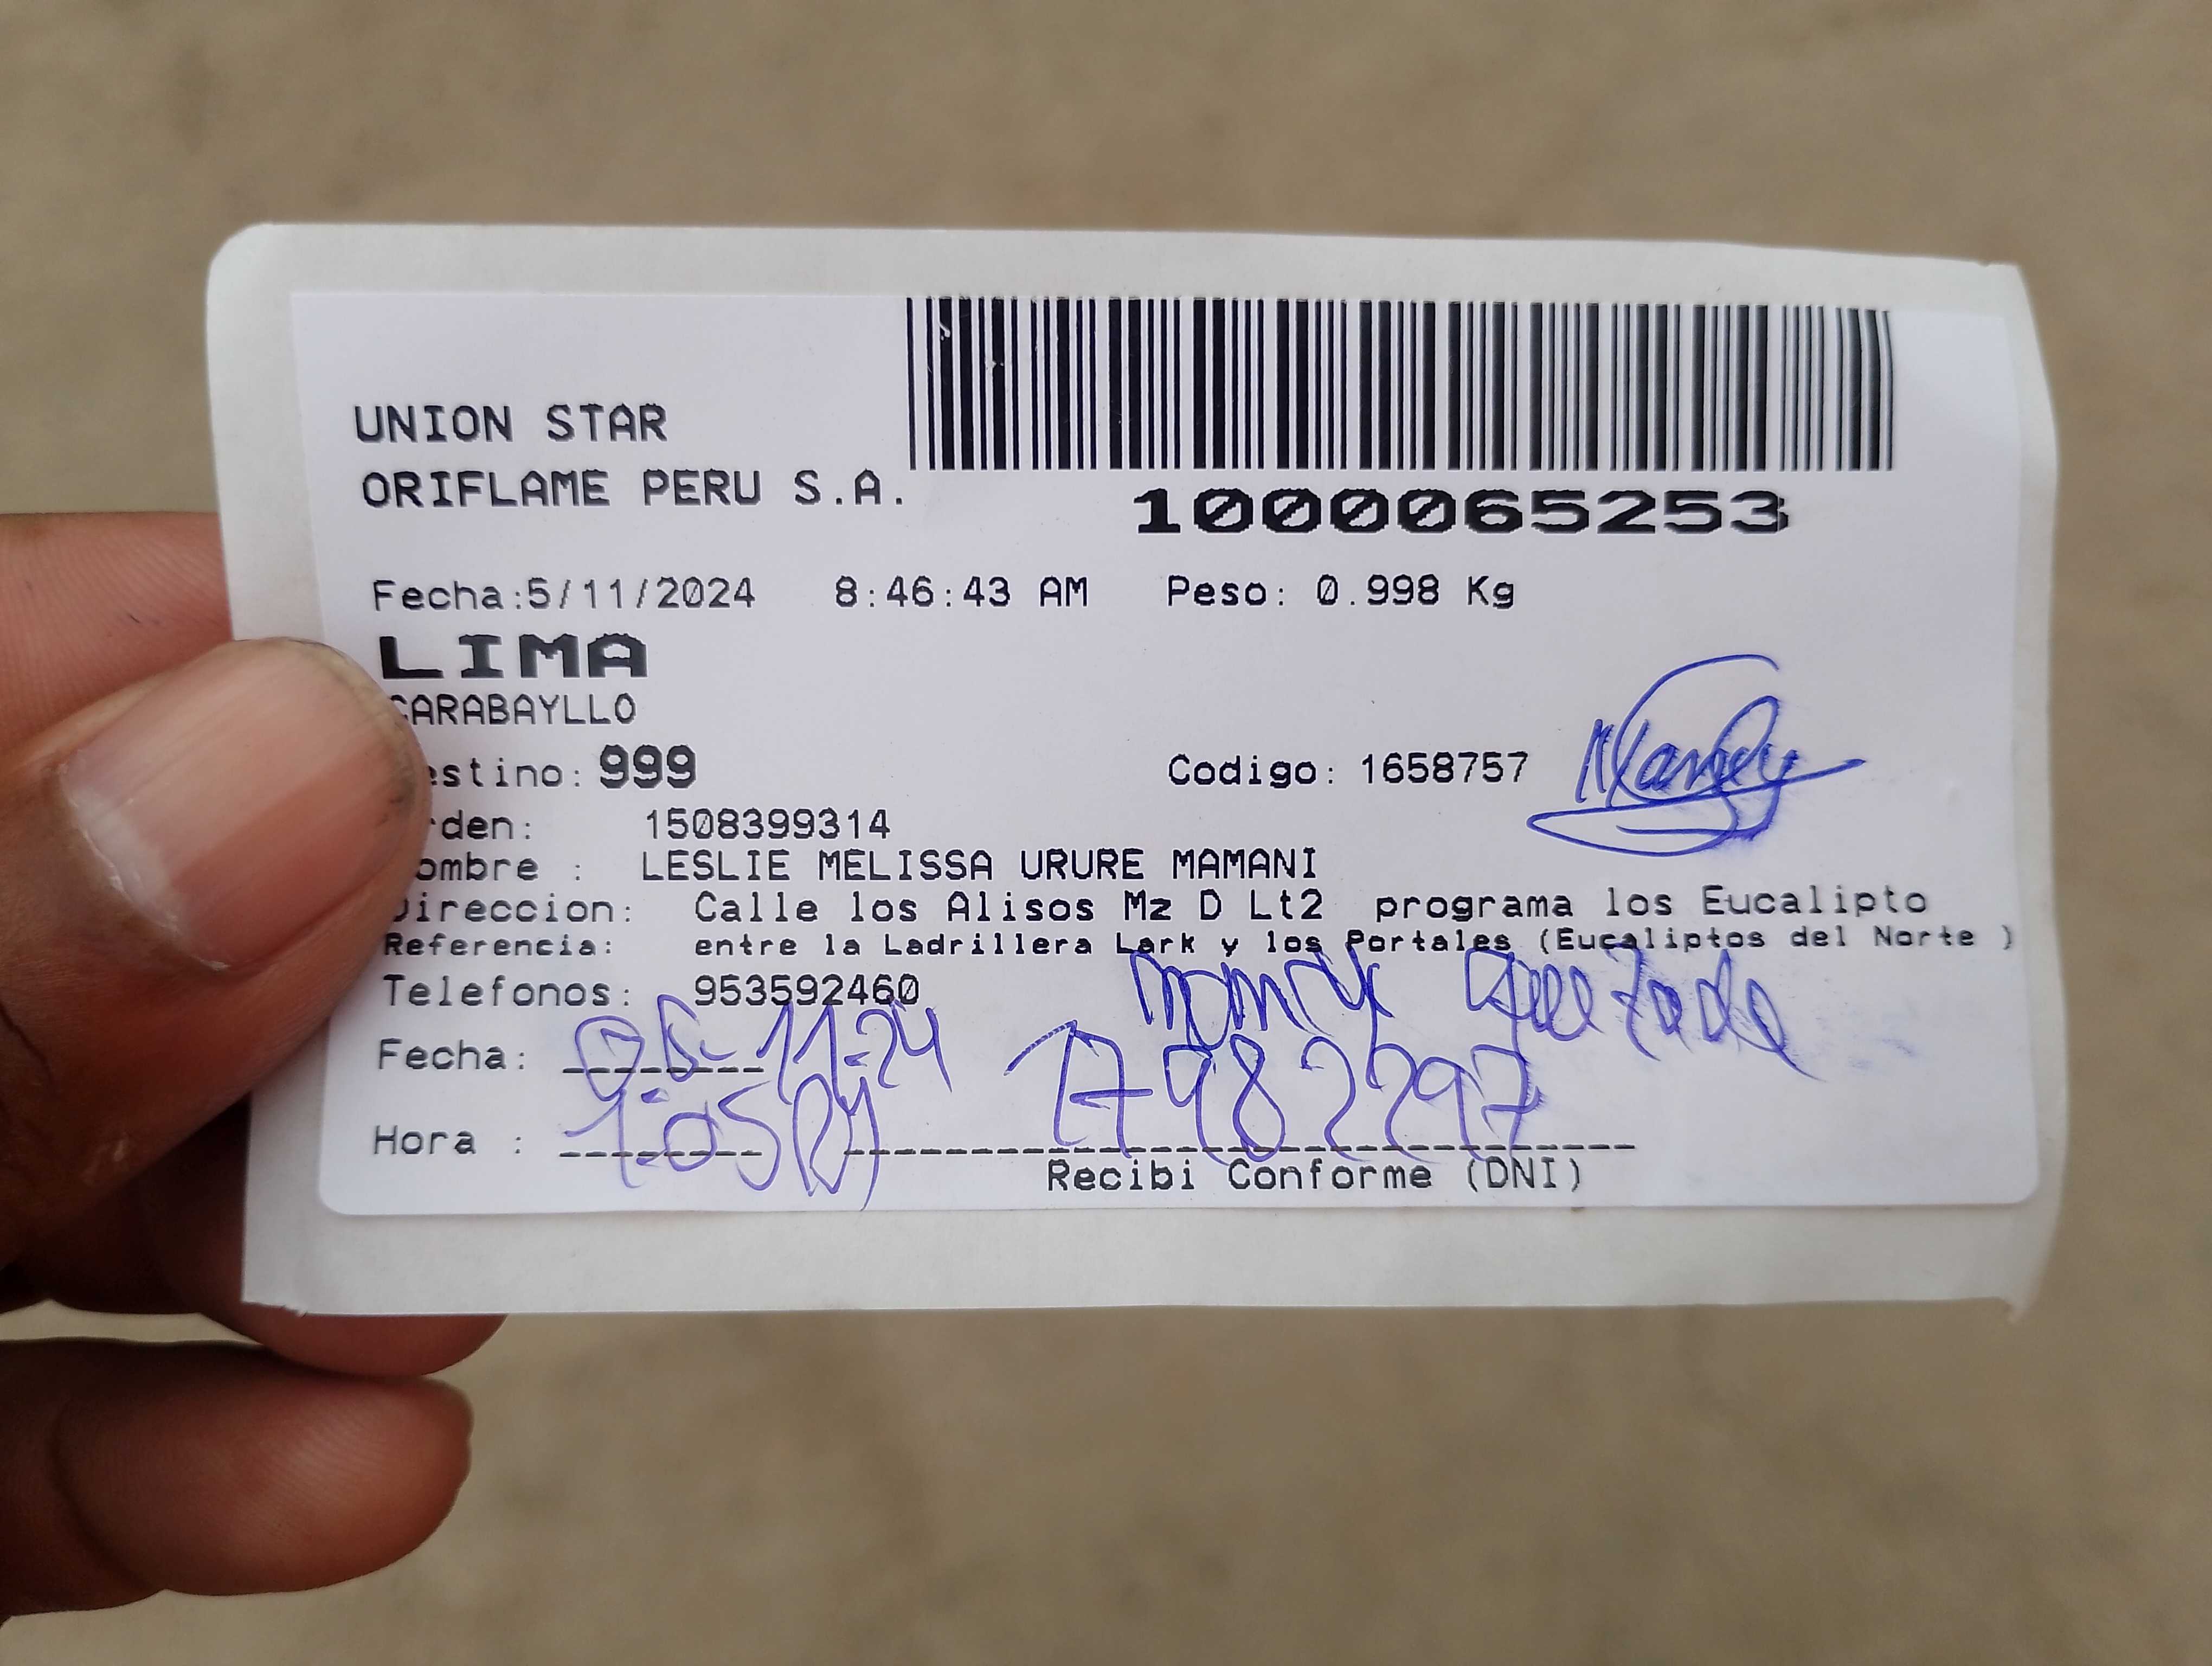 UNION STAR
ORIFLAME PERU S.A.
1000065253
Fecha:5/11/2024 8:46:43 AM Peso: 0.998 Kg
LIMA
CARABAYLLO
estino: 999 Codigo: 1658757
rden: 1508399314
ombre : LESLIE MELISSA URURE MAMANI
Direccion: Calle los Alisos Mz D Lt2 programa los Eucalipto
Referencia: entre la Ladrillera Lark y los Portales (Eucaliptos del Norte )
Telefonos: 953592460
Fecha: 05-11-24
Hora :
Recibi Conforme (DNI)